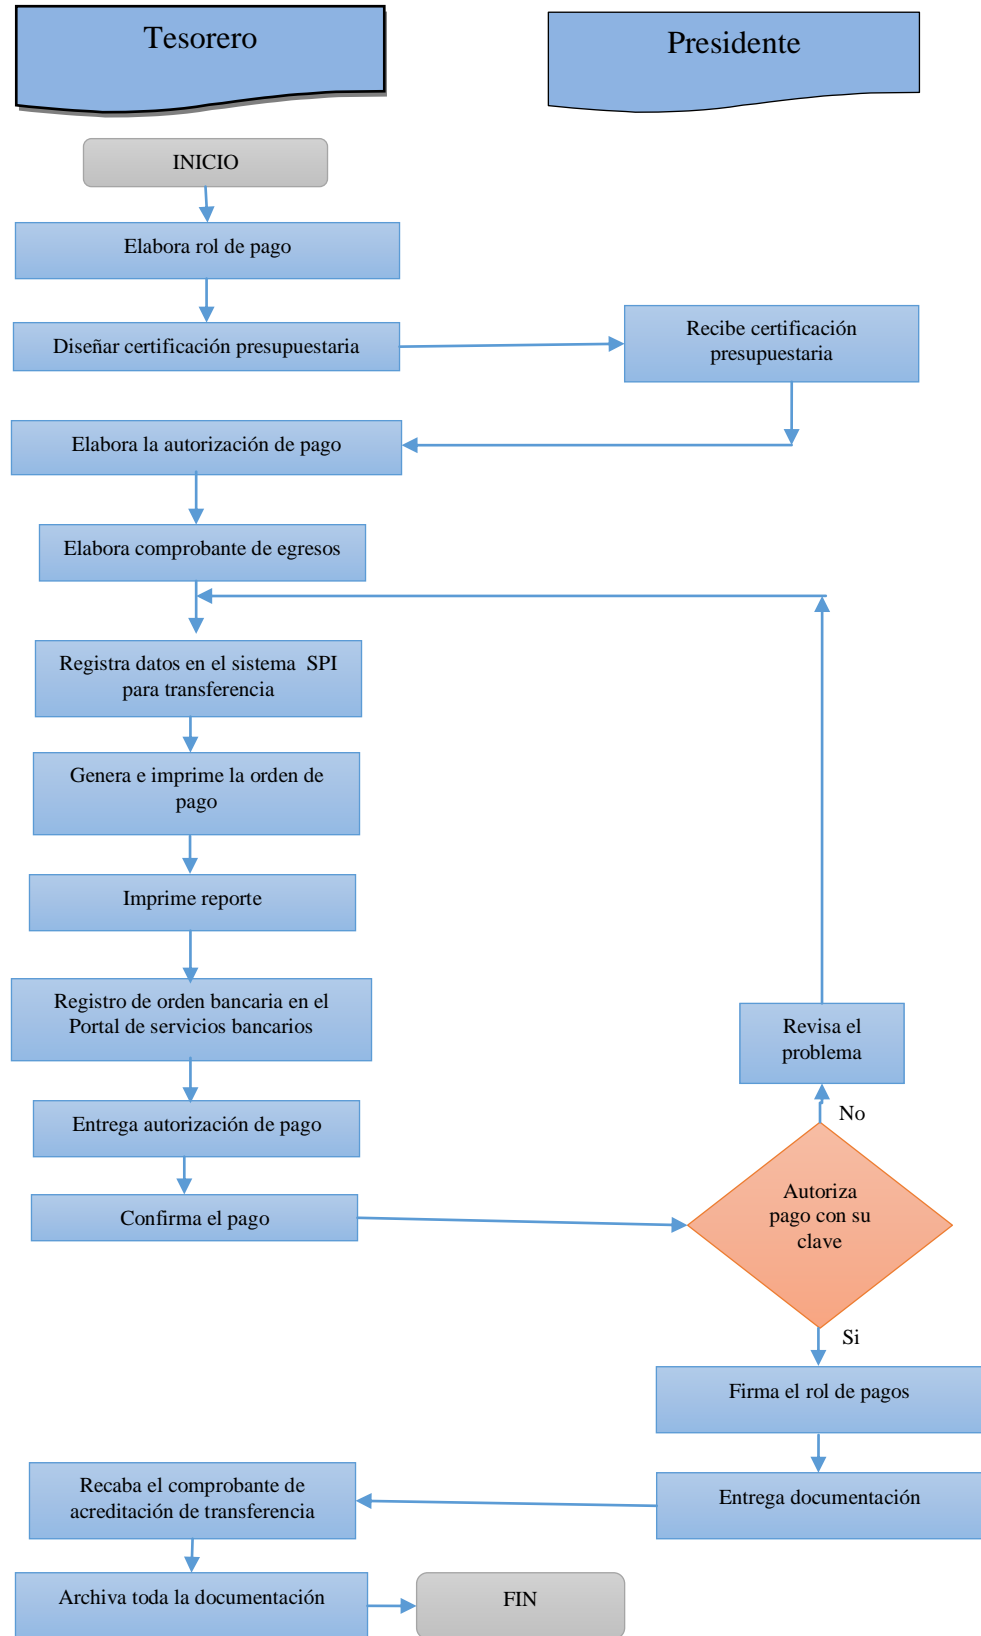 Tesorero
Presidente
INICIO
Elabora rol de pago
Diseñar certificación presupuestaria
Recibe certificación
presupuestaria
Elabora la autorización de pago
Elabora comprobante de egresos
Registra datos en el sistema  SPI
para transferencia
Genera e imprime la orden de
pago
Imprime reporte
Registro de orden bancaria en el
Portal de servicios bancarios
Revisa el
problema
Entrega autorización de pago
No
Confirma el pago
Autoriza
pago con su
clave
Si
Firma el rol de pagos
Recaba el comprobante de
acreditación de transferencia
Entrega documentación
Archiva toda la documentación
FIN